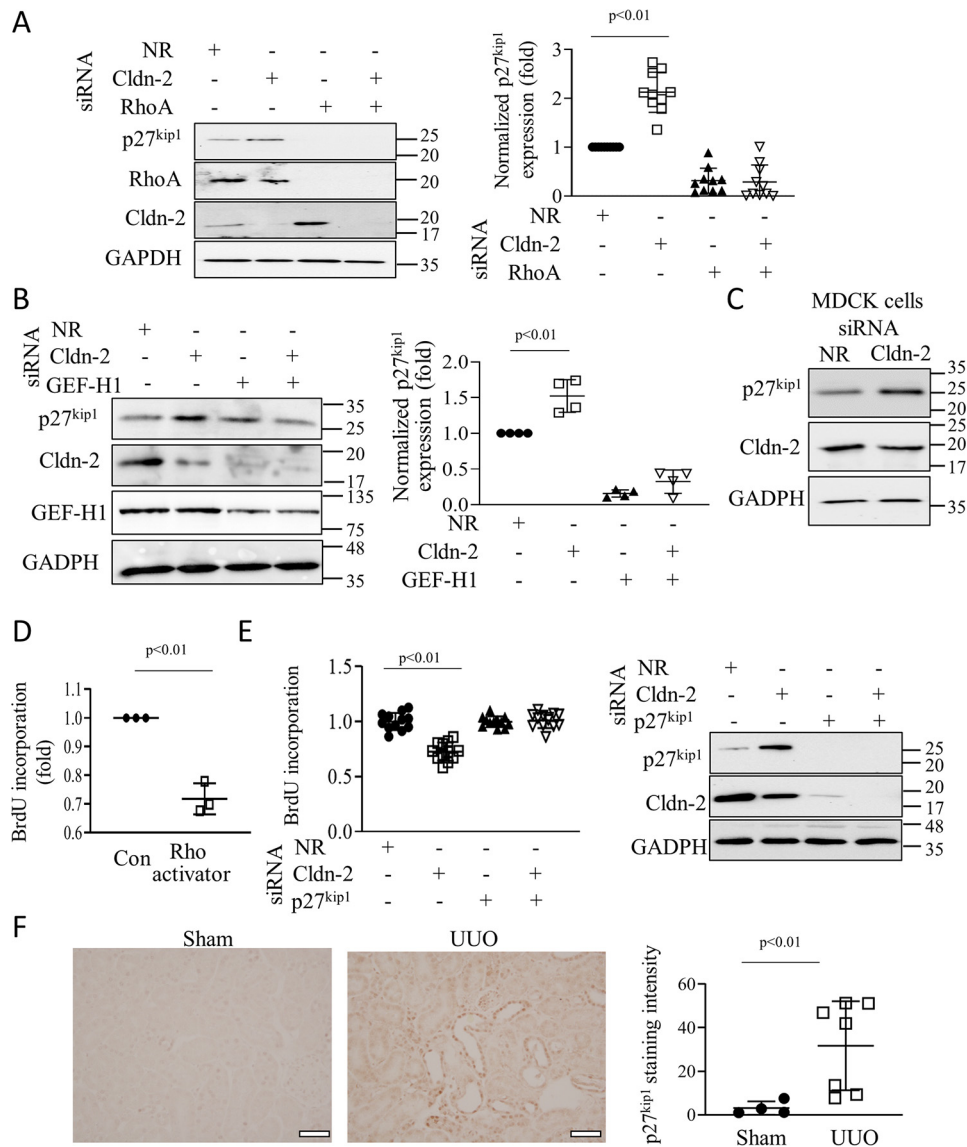 A
siRNA
NR + - - -
Cldn-2 - + - +
RhoA - - + +
p27kip1
25
20
RhoA
20
Cldn-2
20
17
GAPDH
35
p<0.01
Normalized p27kip1
expression (fold)
3
2
1
0
siRNA
NR + - - -
Cldn-2 - + - +
RhoA - - + +
B
siRNA
NR + - - -
Cldn-2 - + - +
GEF-H1 - - + +
p27kip1
35
25
Cldn-2
20
17
GEF-H1
135
75
GADPH
48
35
p<0.01
Normalized p27kip1
expression (fold)
2.0
1.5
1.0
0.5
0.0
siRNA
NR + - - -
Cldn-2 - + - +
GEF-H1 - - + +
C
MDCK cells
siRNA
NR Cldn-2
p27kip1
35
25
20
Cldn-2
25
20
17
GADPH
35
D
p<0.01
BrdU incorporation
(fold)
1.1
1.0
0.9
0.8
0.7
0.6
Con Rho
activator
E
p<0.01
BrdU incorporation
1.5
1.0
0.5
0.0
siRNA
NR + - - -
Cldn-2 - + - +
p27kip1 - - + +
siRNA
NR + - - -
Cldn-2 - + - +
p27kip1 - - + +
p27kip1
25
20
Cldn-2
20
17
GADPH
48
35
F
Sham
UUO
p<0.01
p27kip1 staining intensity
60
40
20
0
Sham UUO